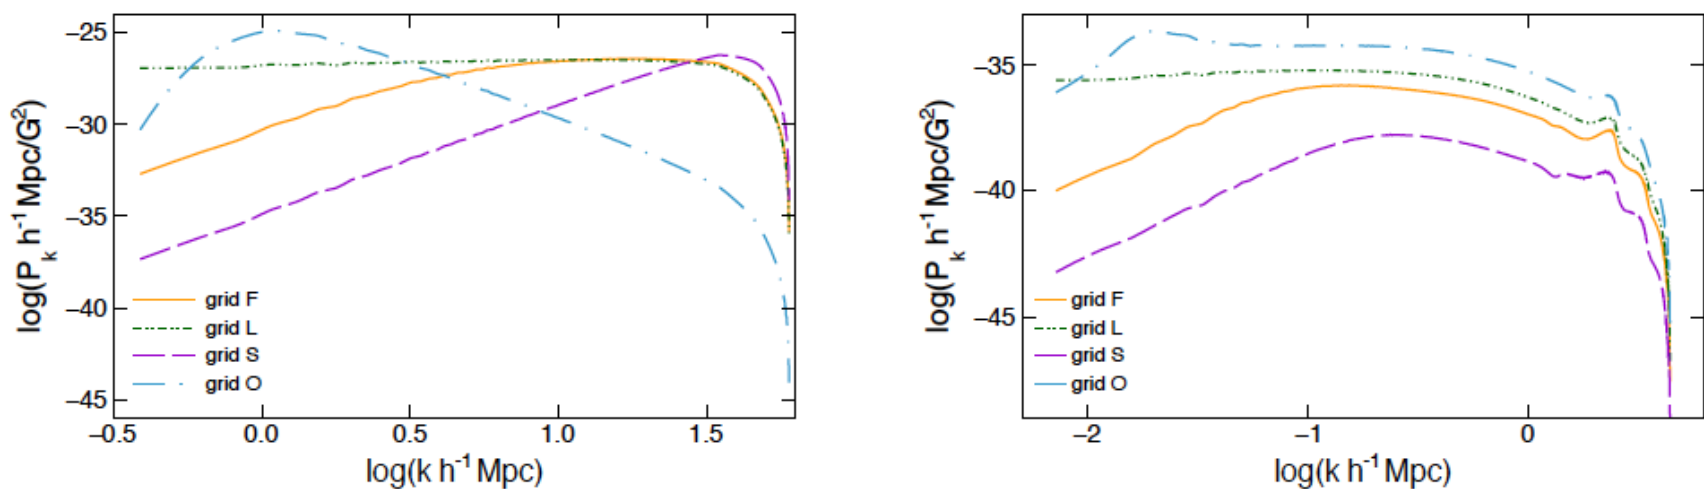 log(P_k h^-1 Mpc/G^2)
−25
−30
−35
−40
−45
grid F
grid L
grid S
grid O
−0.5 0.0 0.5 1.0 1.5
log(k h^-1 Mpc)
log(P_k h^-1 Mpc/G^2)
−35
−40
−45
grid F
grid L
grid S
grid O
−2 −1 0
log(k h^-1 Mpc)